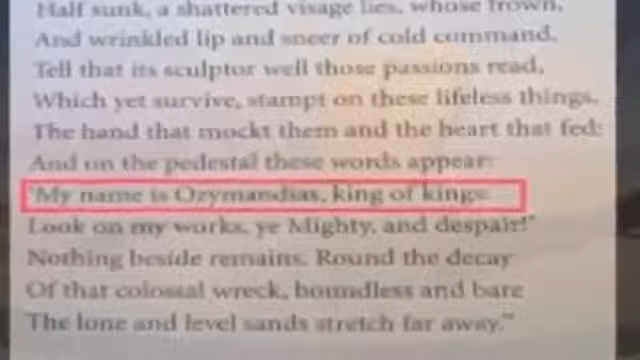 Half sunk, a shattered visage lies, whose frown,
And wrinkled lip and sneer of cold command,
Tell that its sculptor well those passions read,
Which yet survive, stampt on these lifeless things,
The hand that mockt them and the heart that fed:
And on the pedestal these words appear:
"My name is Ozymandias, king of kings:
Look on my works, ye Mighty, and despair!"
Nothing beside remains. Round the decay
Of that colossal wreck, boundless and bare
The lone and level sands stretch far away."